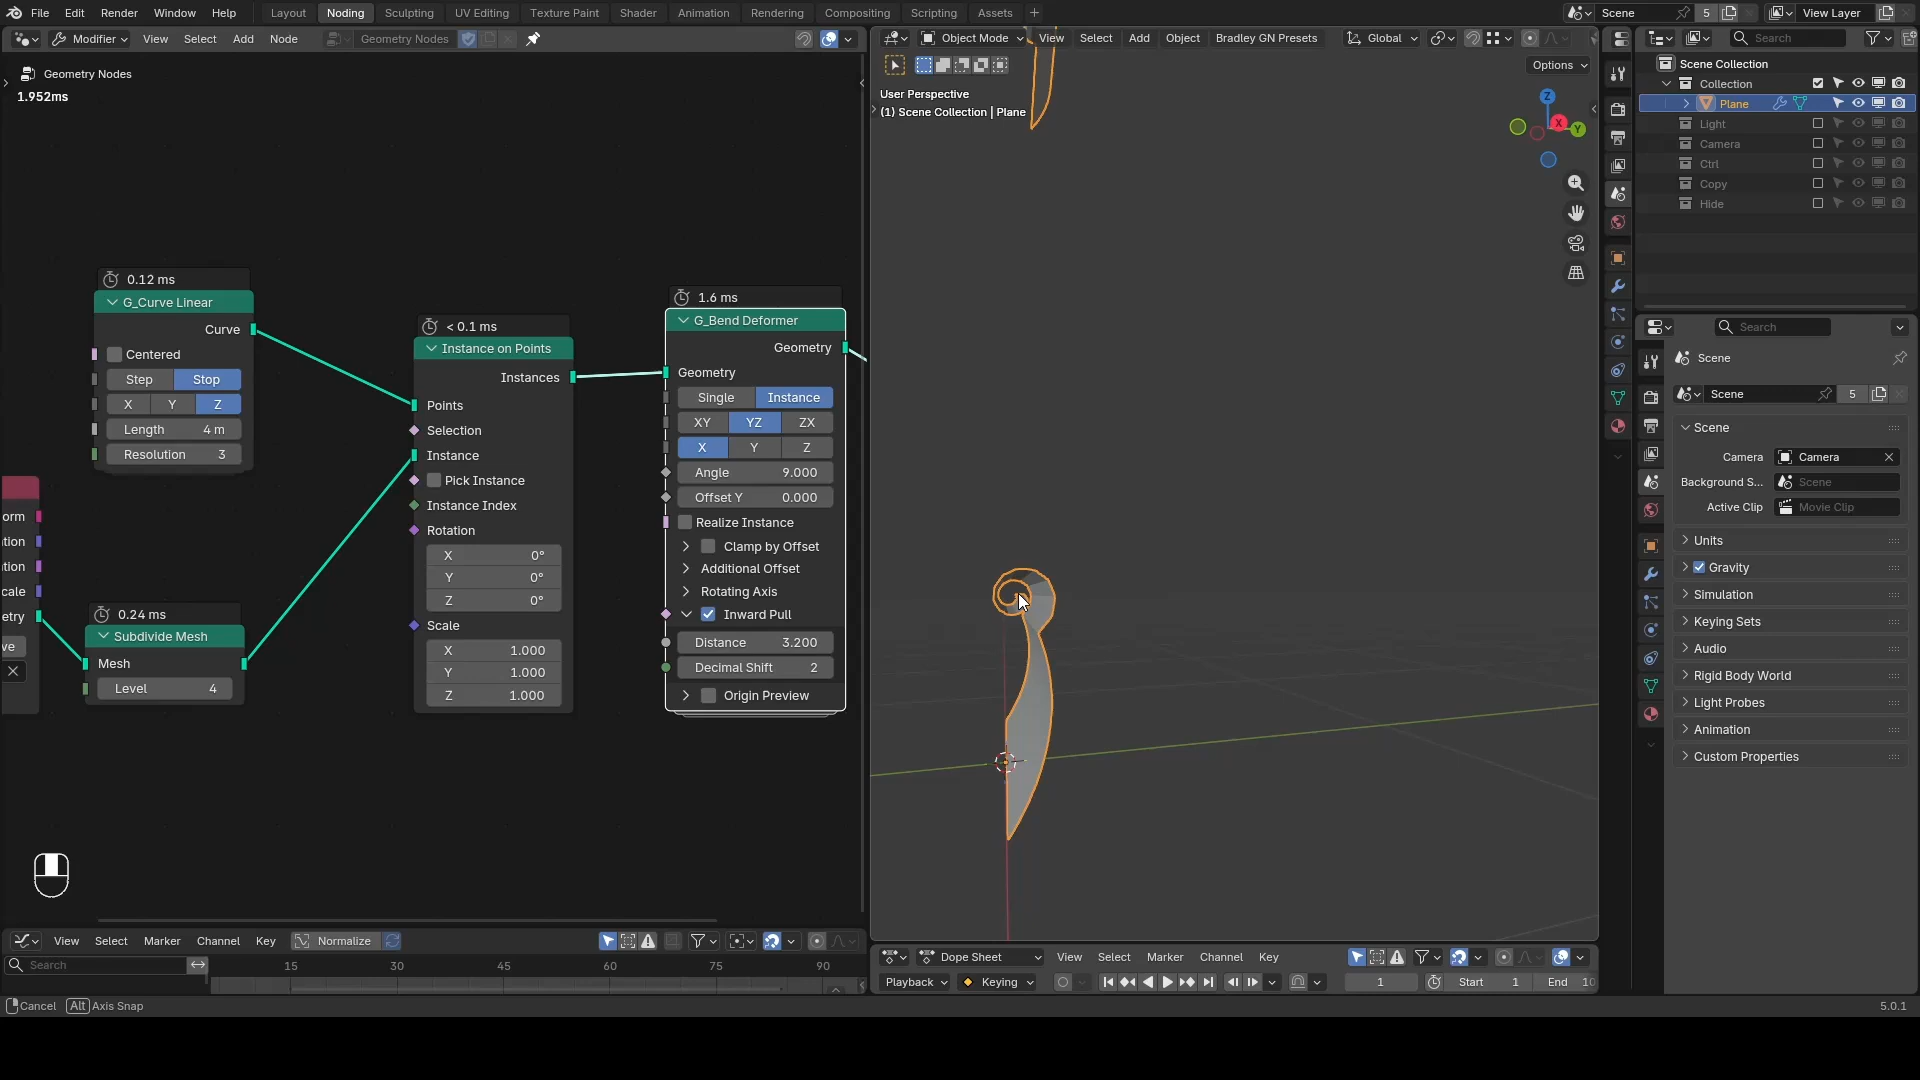 File Edit Render Window Help Layout Noding Sculpting UV Editing Texture Paint Shader Animation Rendering Compositing Scripting Assets + Scene 5 View Layer
Modifier View Select Add Node Geometry Nodes
Object Mode View Select Add Object Bradley GN Presets Global
Search
Options
Geometry Nodes
1.952ms
User Perspective
(1) Scene Collection | Plane
Z
X
Y
Scene Collection
Collection
Plane
Light
Camera
Ctrl
Copy
Hide
0.12 ms
G_Curve Linear
Curve
Centered
Step Stop
X Y Z
Length 4 m
Resolution 3
orm
tion
tion
cale
etry
ve
0.24 ms
Subdivide Mesh
Mesh
Level 4
< 0.1 ms
Instance on Points
Instances
Points
Selection
Instance
Pick Instance
Instance Index
Rotation
X 0°
Y 0°
Z 0°
Scale
X 1.000
Y 1.000
Z 1.000
1.6 ms
G_Bend Deformer
Geometry
Geometry
Single Instance
XY YZ ZX
X Y Z
Angle 9.000
Offset Y 0.000
Realize Instance
Clamp by Offset
Additional Offset
Rotating Axis
Inward Pull
Distance 3.200
Decimal Shift 2
Origin Preview
Search
Scene
Scene 5
Scene
Camera Camera
Background S... Scene
Active Clip Movie Clip
Units
Gravity
Simulation
Keying Sets
Audio
Rigid Body World
Light Probes
Animation
Custom Properties
View Select Marker Channel Key Normalize
Search 15 30 45 60 75 90
Dope Sheet View Select Marker Channel Key
Playback Keying 1 Start 1 End 10
Cancel Alt Axis Snap 5.0.1